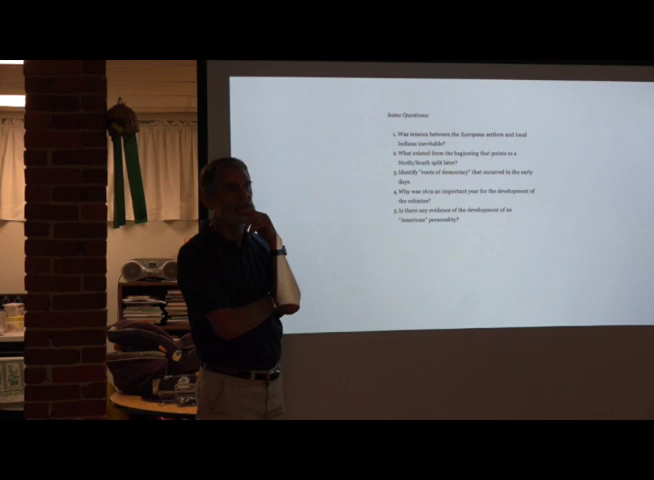 Some Questions:
1. Was tension between the European settlers and local
Indians inevitable?
2. What existed from the beginning that points to a
North/South split later?
3. Identify "roots of democracy" that occurred in the early
days.
4. Why was 1619 an important year for the development of
the colonies?
5. Is there any evidence of the development of an
"American" personality?